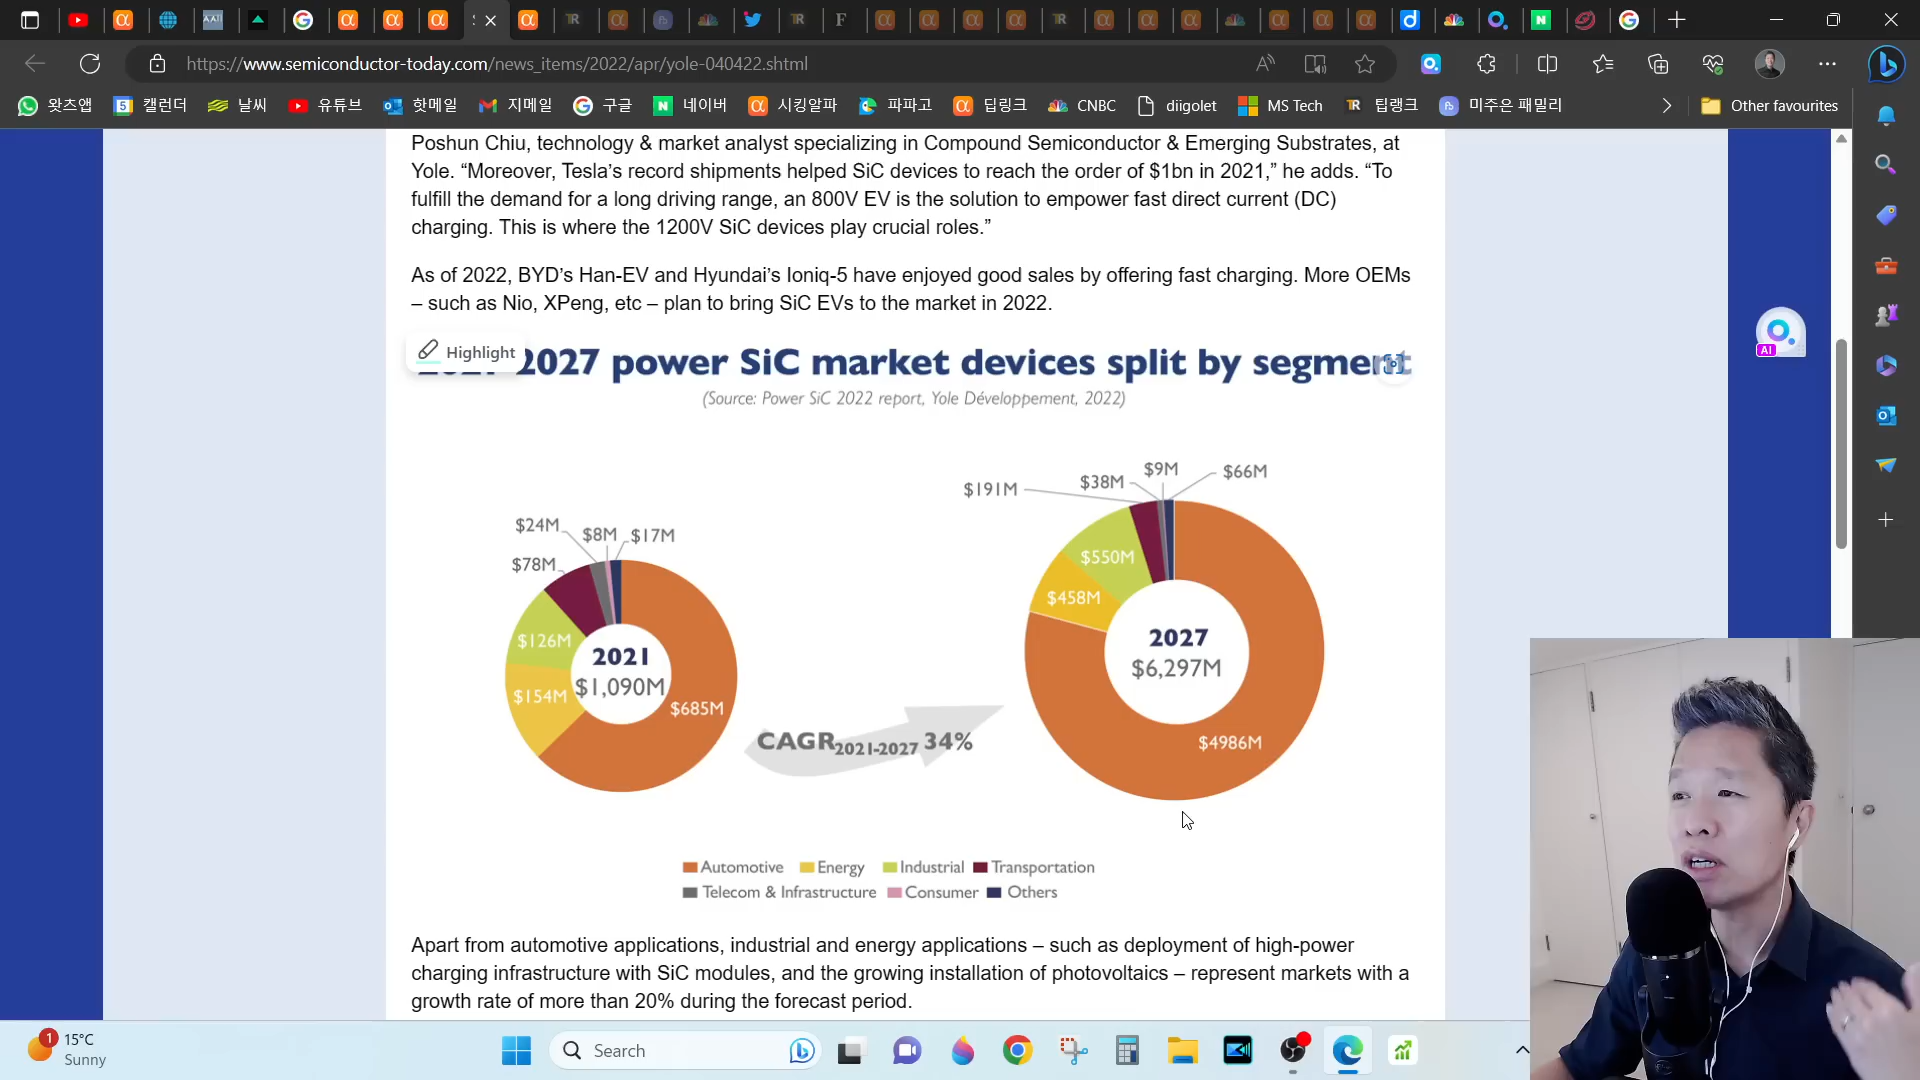 https://www.semiconductor-today.com/news_items/2022/apr/yole-040422.shtml
왓츠앱 캘린더 날씨 유튜브 핫메일 지메일 구글 네이버 시킹알파 파파고 딥링크 CNBC diigolet MS Tech 팁랭크 미주은 패밀리 Other favourites
Poshun Chiu, technology & market analyst specializing in Compound Semiconductor & Emerging Substrates, at
Yole. “Moreover, Tesla’s record shipments helped SiC devices to reach the order of $1bn in 2021,” he adds. “To
fulfill the demand for a long driving range, an 800V EV is the solution to empower fast direct current (DC)
charging. This is where the 1200V SiC devices play crucial roles.”
As of 2022, BYD’s Han-EV and Hyundai’s Ioniq-5 have enjoyed good sales by offering fast charging. More OEMs
– such as Nio, XPeng, etc – plan to bring SiC EVs to the market in 2022.
Highlight
2027 power SiC market devices split by segment
(Source: Power SiC 2022 report, Yole Développement, 2022)
$24M
$8M
$17M
$78M
$126M
$154M
2021
$1,090M
$685M
CAGR2021-2027 34%
$191M
$38M
$9M
$66M
$550M
$458M
2027
$6,297M
$4986M
Automotive Energy Industrial Transportation
Telecom & Infrastructure Consumer Others
Apart from automotive applications, industrial and energy applications – such as deployment of high-power
charging infrastructure with SiC modules, and the growing installation of photovoltaics – represent markets with a
growth rate of more than 20% during the forecast period.
AI
1
15°C
Sunny
Search